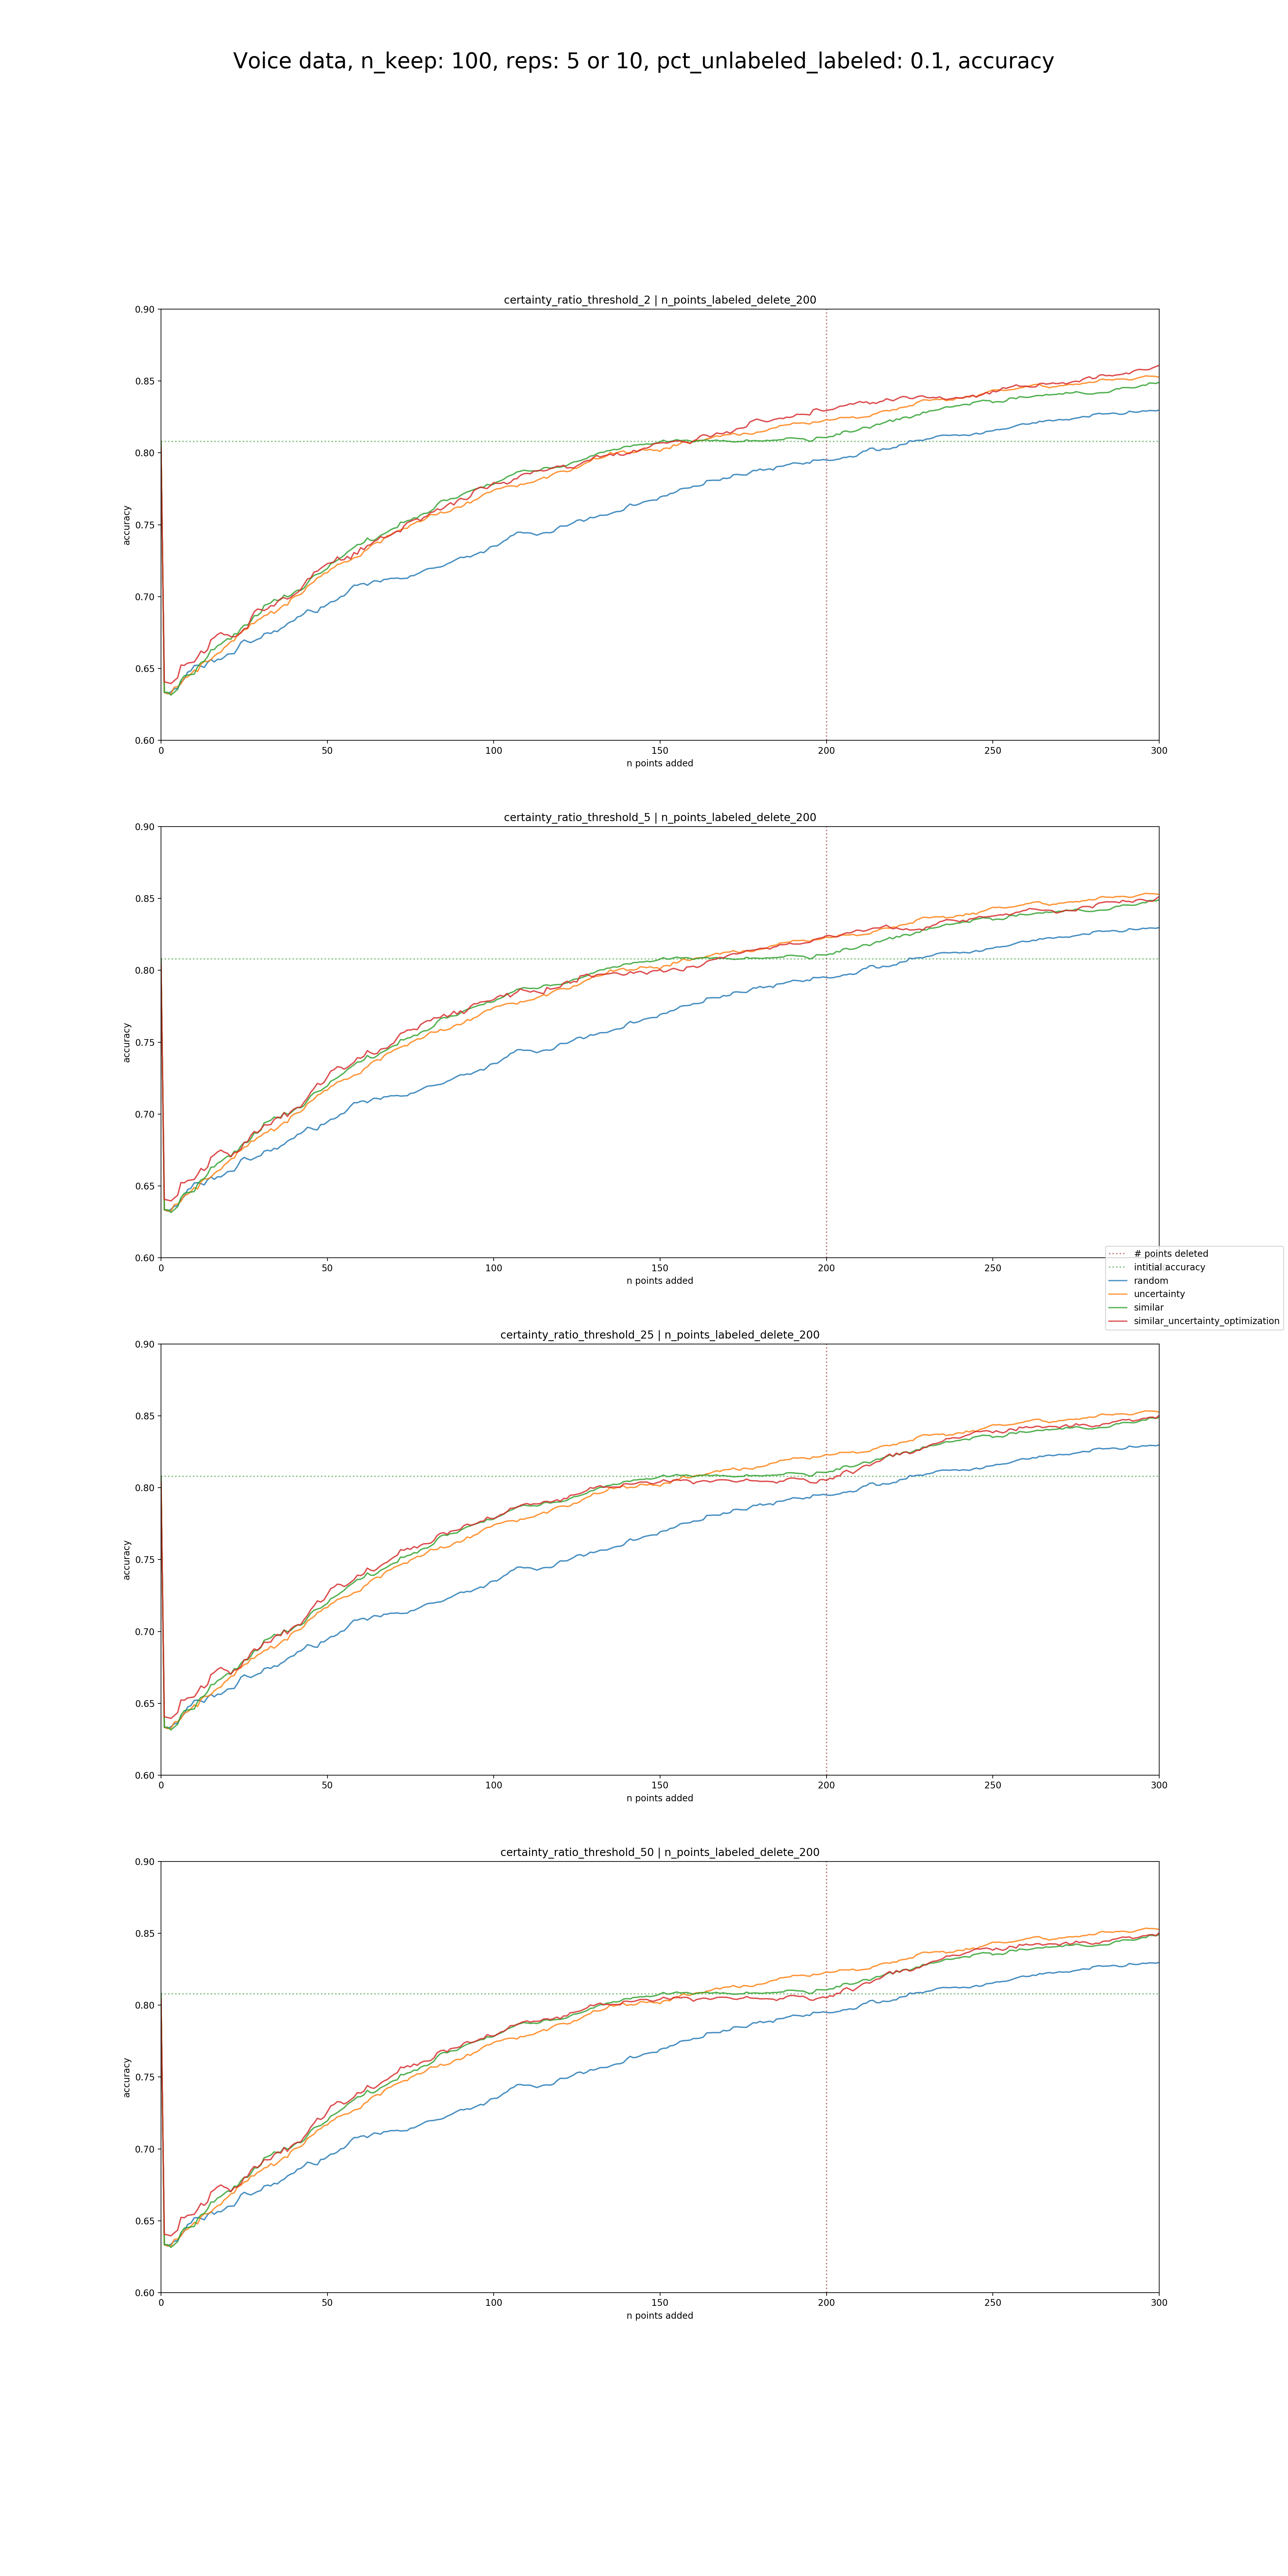 Voice data, n_keep: 100, reps: 5 or 10, pct_unlabeled_labeled: 0.1, accuracy
certainty_ratio_threshold_2 | n_points_labeled_delete_200
0.90
0.85
0.80
0.75
0.70
0.65
0.60
accuracy
0 50 100 150 200 250 300
n points added
certainty_ratio_threshold_5 | n_points_labeled_delete_200
0.90
0.85
0.80
0.75
0.70
0.65
0.60
accuracy
0 50 100 150 200 250
n points added
# points deleted
intitial accuracy
random
uncertainty
similar
similar_uncertainty_optimization
certainty_ratio_threshold_25 | n_points_labeled_delete_200
0.90
0.85
0.80
0.75
0.70
0.65
0.60
accuracy
0 50 100 150 200 250 300
n points added
certainty_ratio_threshold_50 | n_points_labeled_delete_200
0.90
0.85
0.80
0.75
0.70
0.65
0.60
accuracy
0 50 100 150 200 250 300
n points added